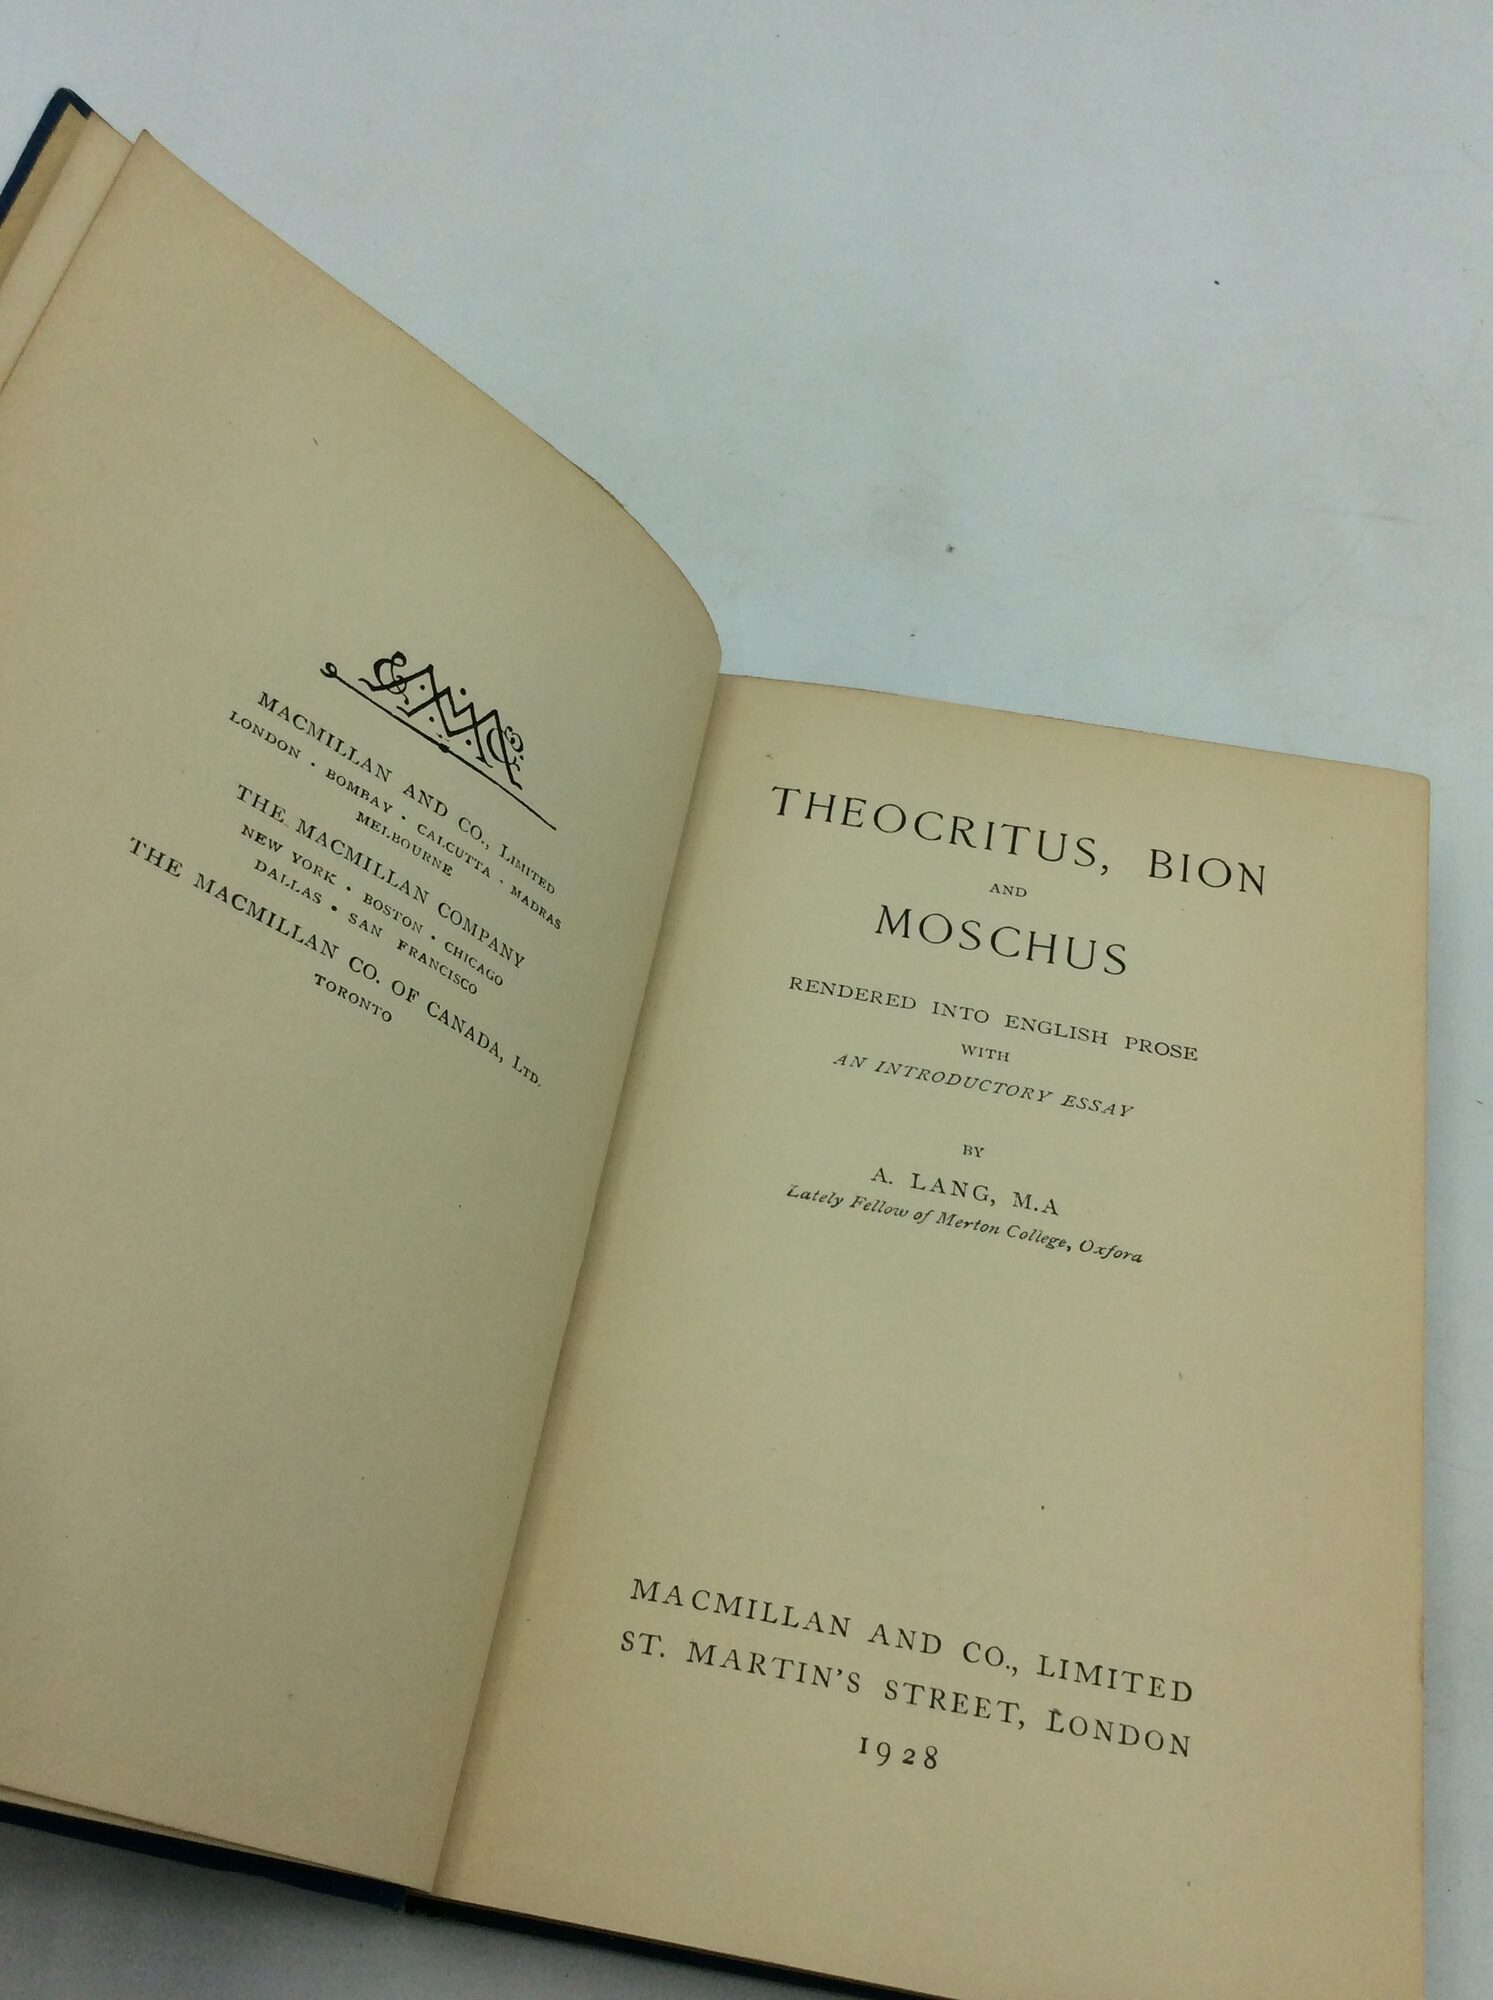 MACMILLAN AND CO., LIMITED
LONDON · BOMBAY · CALCUTTA · MADRAS
MELBOURNE
THE MACMILLAN COMPANY
NEW YORK · BOSTON · CHICAGO
DALLAS · SAN FRANCISCO
THE MACMILLAN CO. OF CANADA, LTD.
TORONTO
THEOCRITUS, BION
AND
MOSCHUS
RENDERED INTO ENGLISH PROSE
WITH
AN INTRODUCTORY ESSAY
BY
A. LANG, M.A
Lately Fellow of Merton College, Oxford
MACMILLAN AND CO., LIMITED
ST. MARTIN'S STREET, LONDON
1928